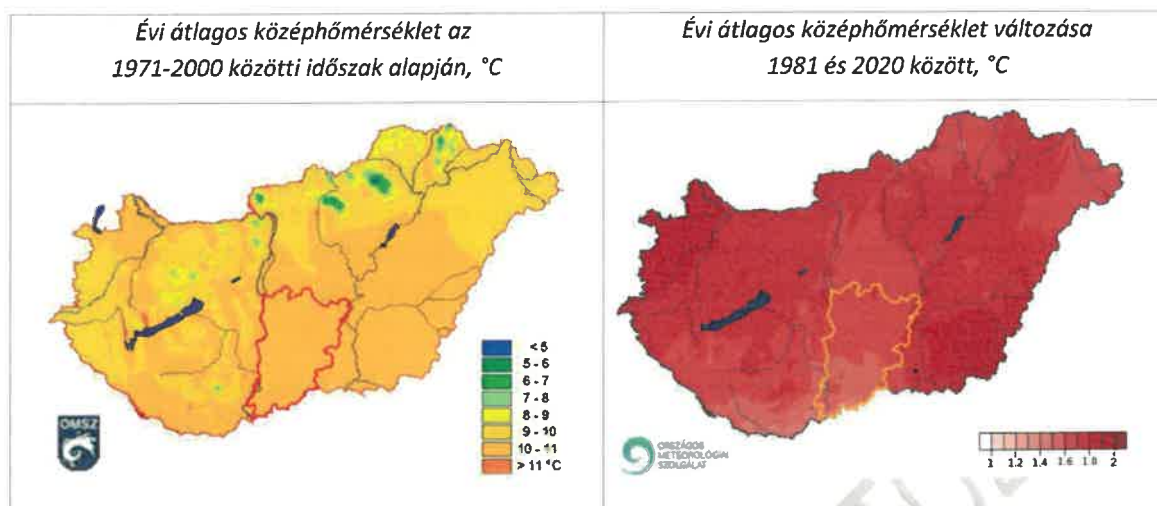 Évi átlagos középhőmérséklet az
1971-2000 közötti időszak alapján, °C
Évi átlagos középhőmérséklet változása
1981 és 2020 között, °C
< 5
5 - 6
6 - 7
7 - 8
8 - 9
9 - 10
10 - 11
> 11 °C
OMSZ
ORSZÁGOS
METEOROLÓGIAI
SZOLGÁLAT
1 1.2 1.4 1.6 1.8 2